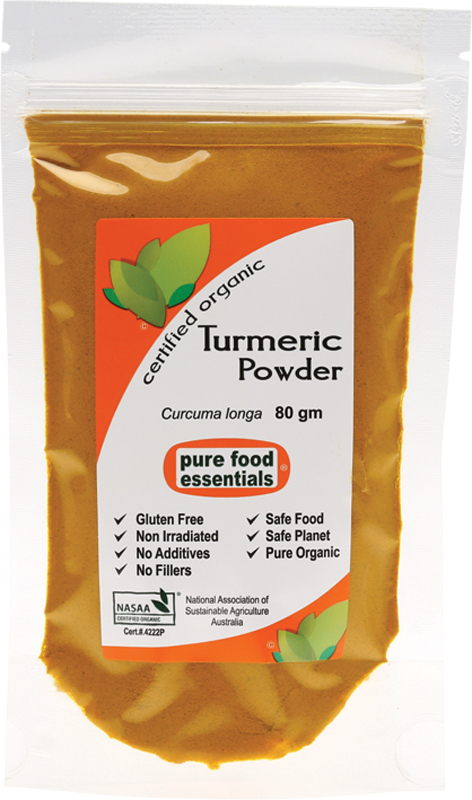 certified organic
Turmeric
Powder
Curcuma longa 80 gm
pure food
essentials®
✓ Gluten Free
✓ Non Irradiated
✓ No Additives
✓ No Fillers
✓ Safe Food
✓ Safe Planet
✓ Pure Organic
NASAA
CERTIFIED ORGANIC
Cert.#.4222P
National Association of
Sustainable Agriculture
Australia
©
©